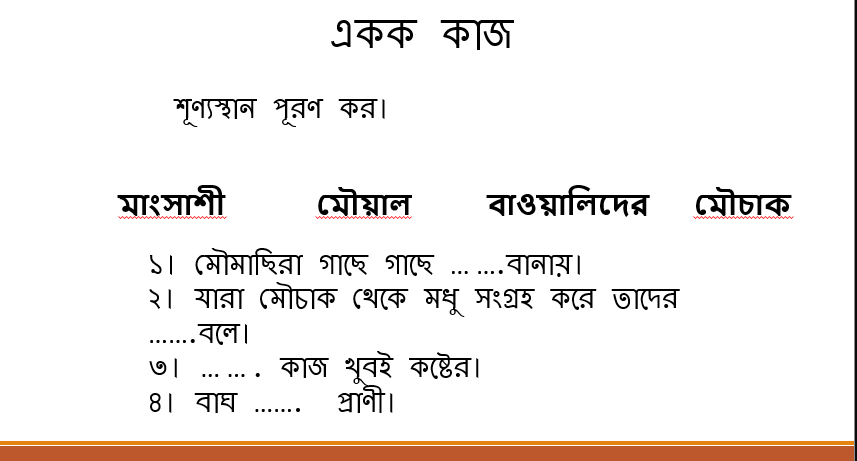 একক কাজ
শূণ্যস্থান পূরণ কর।
মাংসাশী মৌয়াল বাওয়ালিদের মৌচাক
১। মৌমাছিরা গাছে গাছে … ….বানায়।
২। যারা মৌচাক থেকে মধু সংগ্রহ করে তাদের
…….বলে।
৩। … … . কাজ খুবই কষ্টের।
৪। বাঘ ……. প্রাণী।